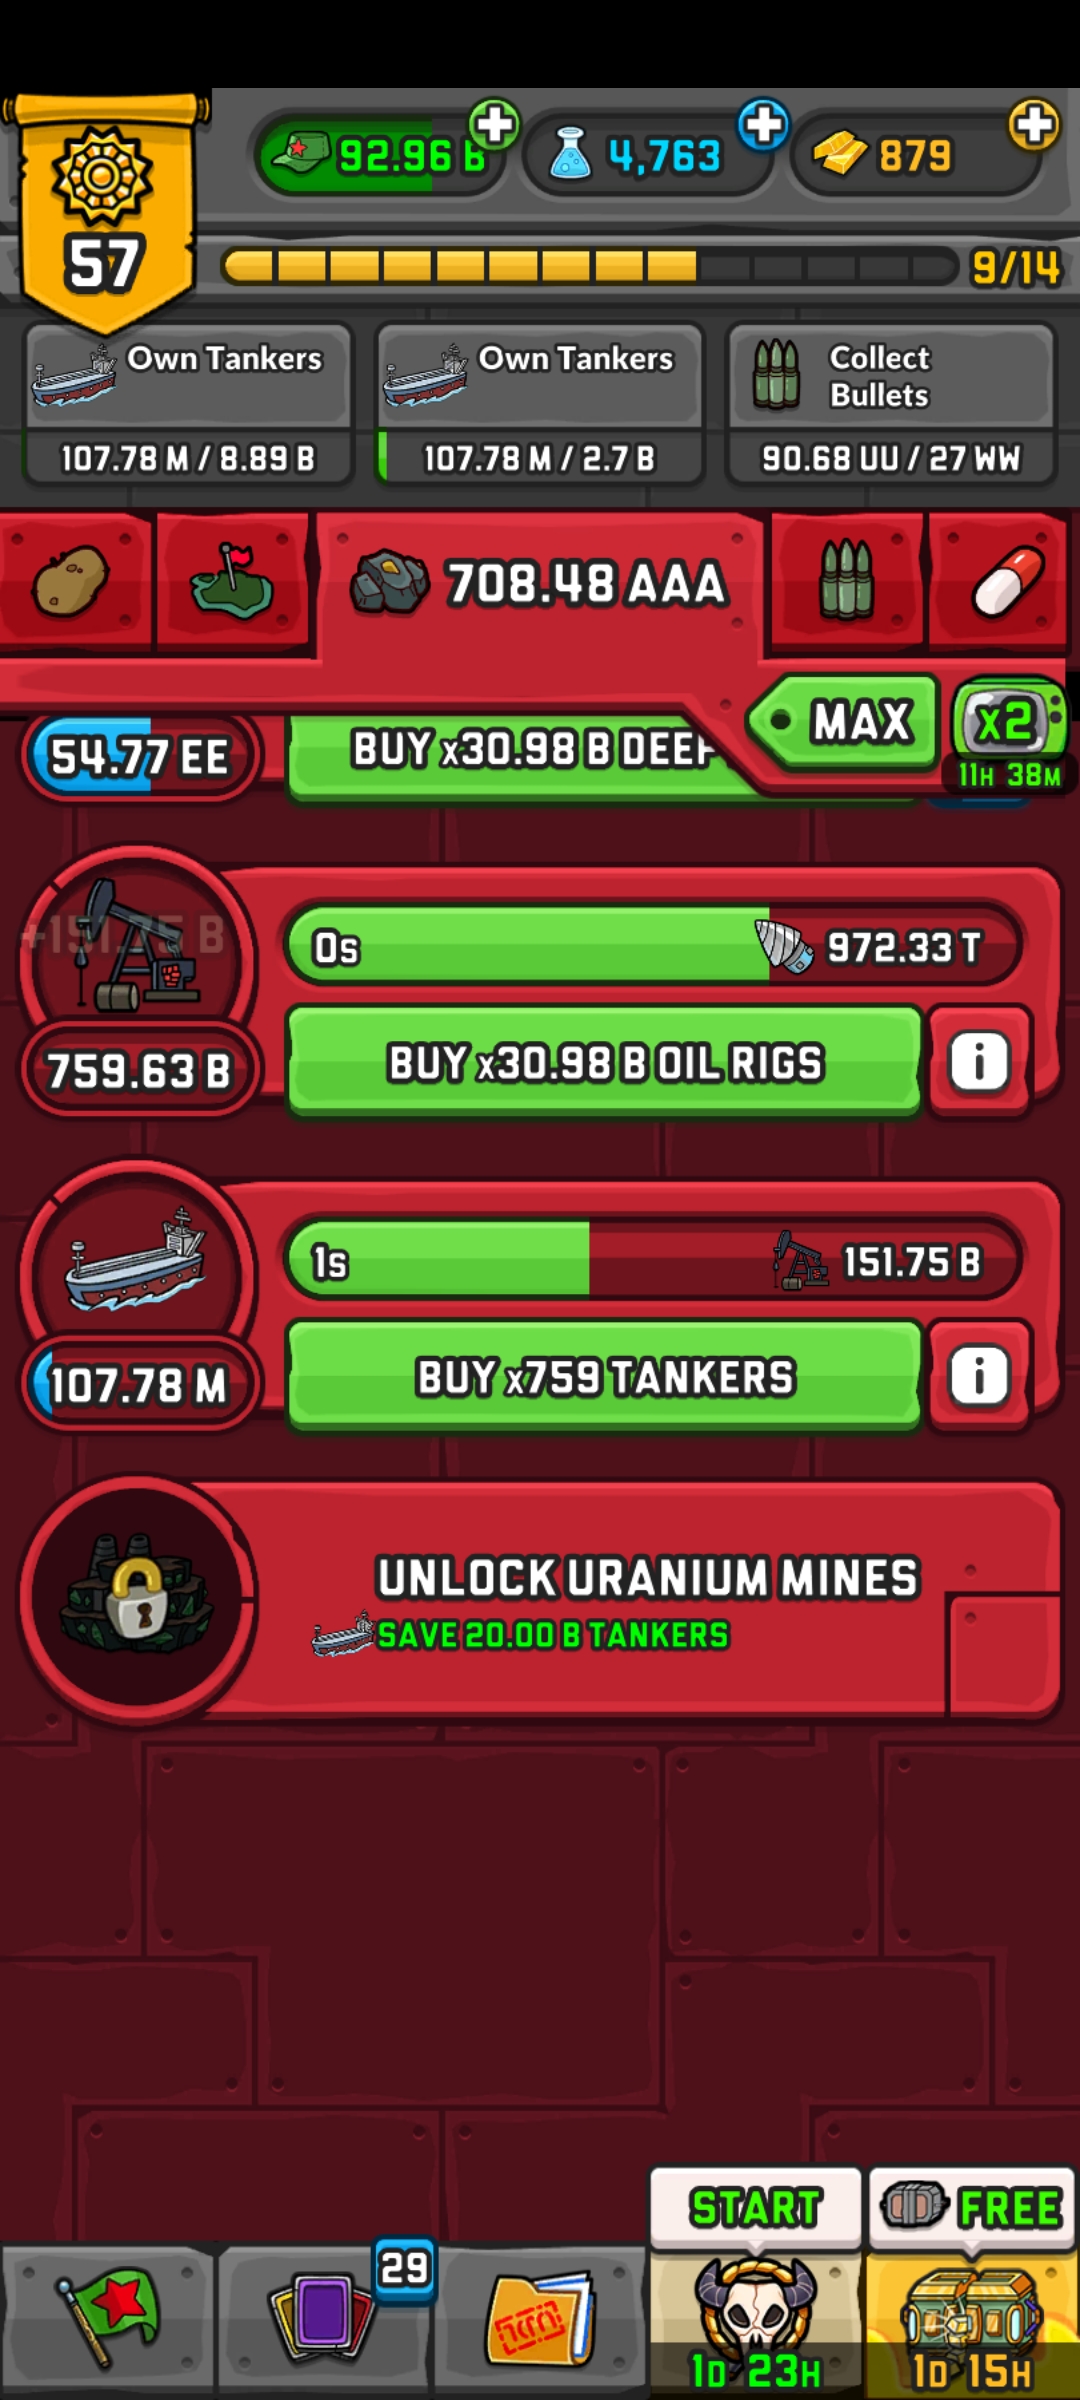 92.96 B
4,763
879
57
9/14
Own Tankers
107.78 M / 8.89 B
Own Tankers
107.78 M / 2.7 B
Collect
Bullets
90.68 UU / 27 WW
708.48 AAA
MAX
x2
11H 38M
54.77 EE
BUY x30.98 B DEEP
+151.75 B
0s
972.33 T
759.63 B
BUY x30.98 B OIL RIGS
1s
151.75 B
107.78 M
BUY x759 TANKERS
UNLOCK URANIUM MINES
SAVE 20.00 B TANKERS
START
FREE
29
1D 23H
1D 15H